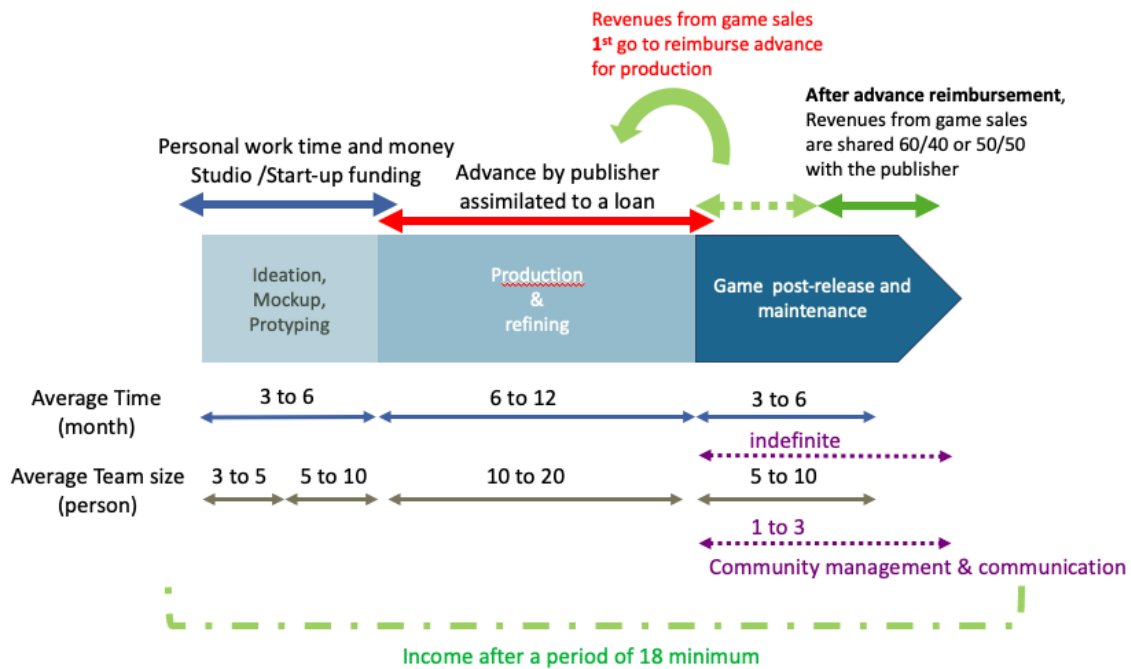 Revenues from game sales
1st go to reimburse advance
for production
After advance reimbursement,
Revenues from game sales
are shared 60/40 or 50/50
with the publisher
Personal work time and money
Studio /Start-up funding
Advance by publisher
assimilated to a loan
Ideation,
Mockup,
Protyping
Production
&
refining
Game post-release and
maintenance
Average Time
(month)
3 to 6
6 to 12
3 to 6
indefinite
Average Team size
(person)
3 to 5
5 to 10
10 to 20
5 to 10
1 to 3
Community management & communication
Income after a period of 18 minimum